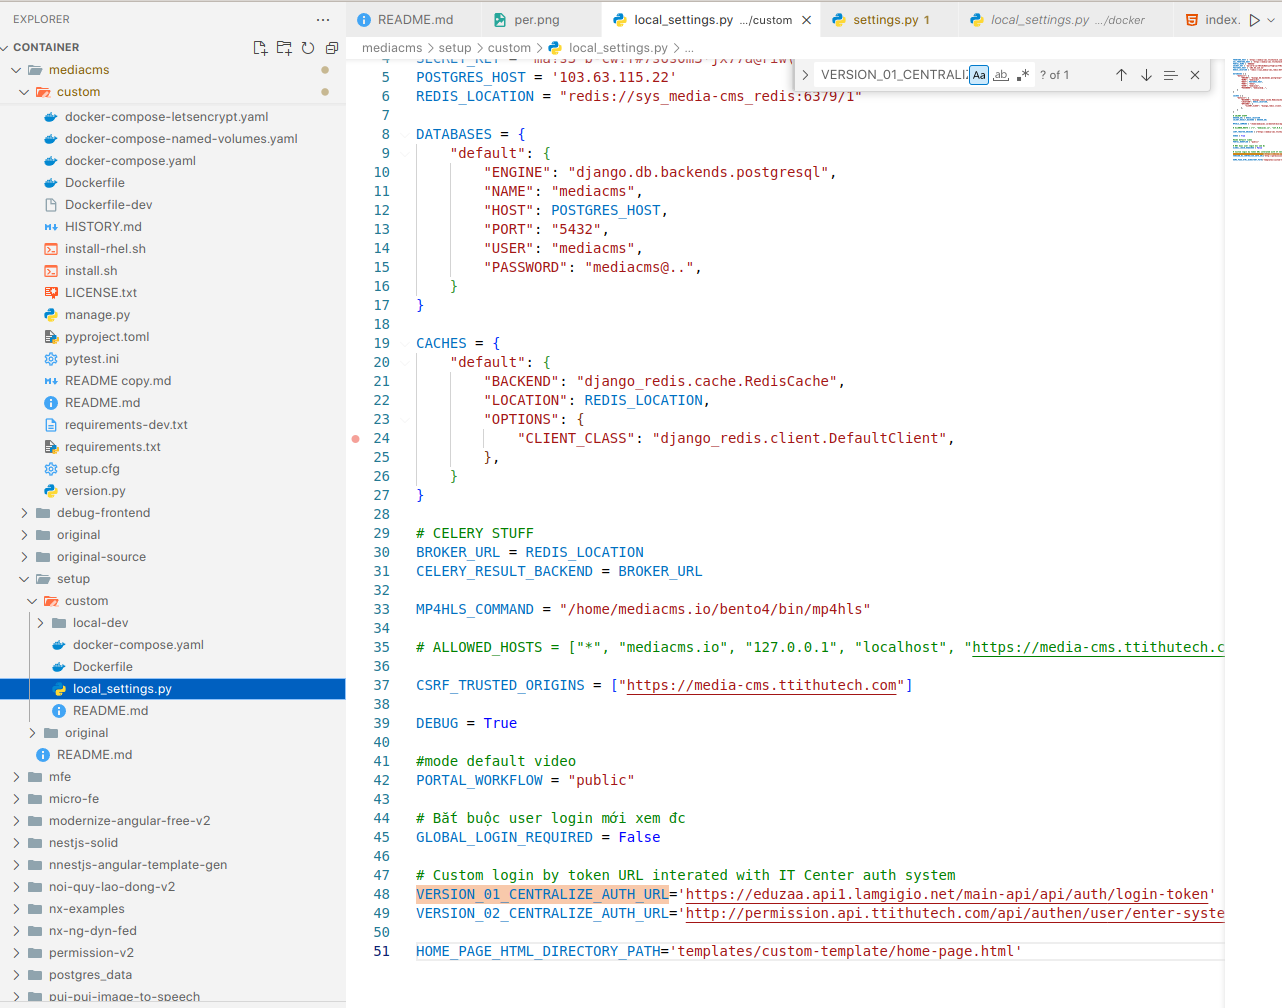 EXPLORER
CONTAINER
mediacms
custom
docker-compose-letsencrypt.yaml
docker-compose-named-volumes.yaml
docker-compose.yaml
Dockerfile
Dockerfile-dev
HISTORY.md
install-rhel.sh
install.sh
LICENSE.txt
manage.py
pyproject.toml
pytest.ini
README copy.md
README.md
requirements-dev.txt
requirements.txt
setup.cfg
version.py
debug-frontend
original
original-source
setup
custom
local-dev
docker-compose.yaml
Dockerfile
local_settings.py
README.md
original
README.md
mfe
micro-fe
modernize-angular-free-v2
nestjs-solid
nnestjs-angular-template-gen
noi-quy-lao-dong-v2
nx-examples
nx-ng-dyn-fed
permission-v2
postgres_data
pui-pui-image-to-speech
README.md per.png local_settings.py .../custom settings.py 1 local_settings.py .../docker index.
mediacms > setup > custom > local_settings.py > ...
VERSION_01_CENTRALIZ Aa ab .* ? of 1
5 POSTGRES_HOST = '103.63.115.22'
6 REDIS_LOCATION = "redis://sys_media-cms_redis:6379/1"
7
8 DATABASES = {
9 "default": {
10 "ENGINE": "django.db.backends.postgresql",
11 "NAME": "mediacms",
12 "HOST": POSTGRES_HOST,
13 "PORT": "5432",
14 "USER": "mediacms",
15 "PASSWORD": "mediacms@..",
16 }
17 }
18
19 CACHES = {
20 "default": {
21 "BACKEND": "django_redis.cache.RedisCache",
22 "LOCATION": REDIS_LOCATION,
23 "OPTIONS": {
24 "CLIENT_CLASS": "django_redis.client.DefaultClient",
25 },
26 }
27 }
28
29 # CELERY STUFF
30 BROKER_URL = REDIS_LOCATION
31 CELERY_RESULT_BACKEND = BROKER_URL
32
33 MP4HLS_COMMAND = "/home/mediacms.io/bento4/bin/mp4hls"
34
35 # ALLOWED_HOSTS = ["*", "mediacms.io", "127.0.0.1", "localhost", "https://media-cms.ttithutech.c
36
37 CSRF_TRUSTED_ORIGINS = ["https://media-cms.ttithutech.com"]
38
39 DEBUG = True
40
41 #mode default video
42 PORTAL_WORKFLOW = "public"
43
44 # Bắt buộc user login mới xem đc
45 GLOBAL_LOGIN_REQUIRED = False
46
47 # Custom login by token URL interated with IT Center auth system
48 VERSION_01_CENTRALIZE_AUTH_URL='https://eduzaa.api1.lamgigio.net/main-api/api/auth/login-token'
49 VERSION_02_CENTRALIZE_AUTH_URL='http://permission.api.ttithutech.com/api/authen/user/enter-syste
50
51 HOME_PAGE_HTML_DIRECTORY_PATH='templates/custom-template/home-page.html'